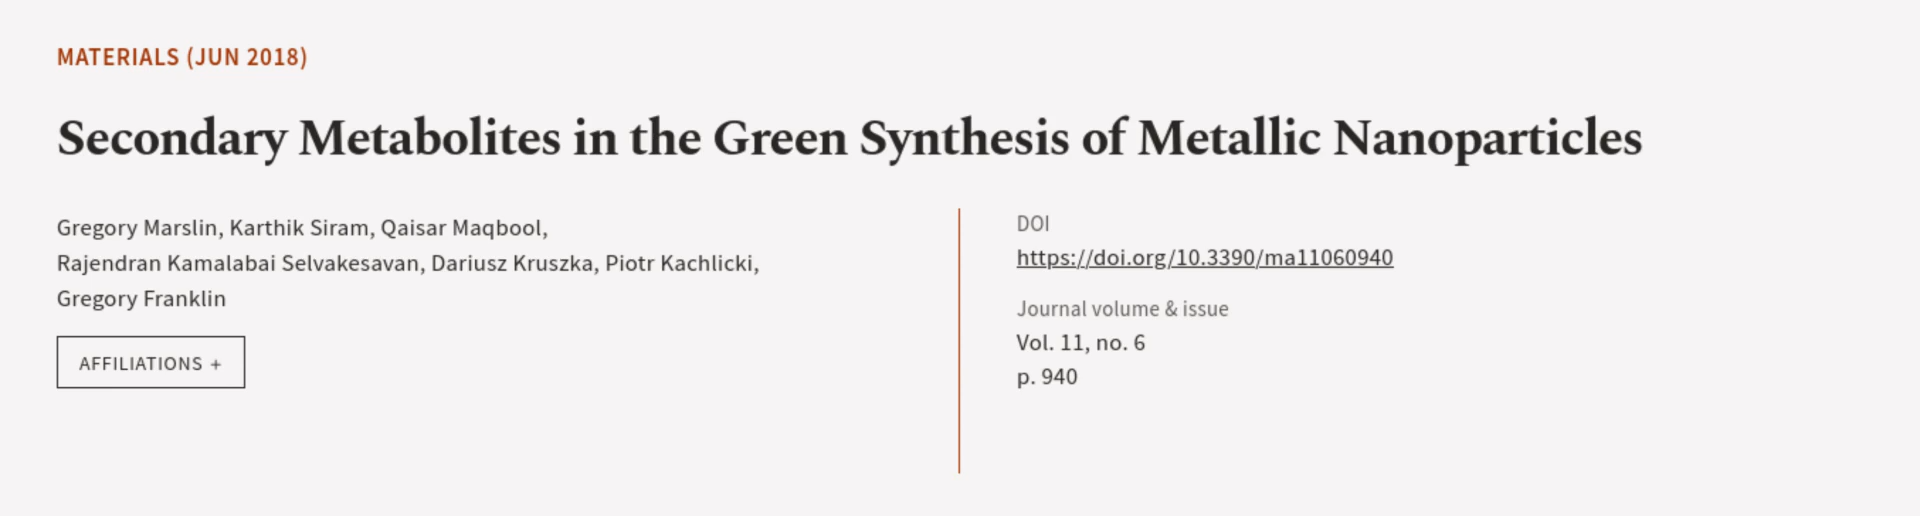 MATERIALS (JUN 2018)
Secondary Metabolites in the Green Synthesis of Metallic Nanoparticles
Gregory Marslin, Karthik Siram, Qaisar Maqbool,
Rajendran Kamalabai Selvakesavan, Dariusz Kruszka, Piotr Kachlicki,
Gregory Franklin
AFFILIATIONS +
DOI
https://doi.org/10.3390/ma11060940
Journal volume & issue
Vol. 11, no. 6
p. 940